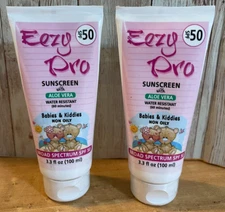 Eezy
50
Pro
SUNSCREEN
with
ALOE VERA
WATER RESISTANT
(80 minutes)
Babies & Kiddies
NON OILY
BROAD SPECTRUM SPF 50
3.3 fl oz (100 ml)
Eezy
50
Pro
SUNSCREEN
with
ALOE VERA
WATER RESISTANT
(80 minutes)
Babies & Kiddies
NON OILY
BROAD SPECTRUM SPF 50
3.3 fl oz (100 ml)